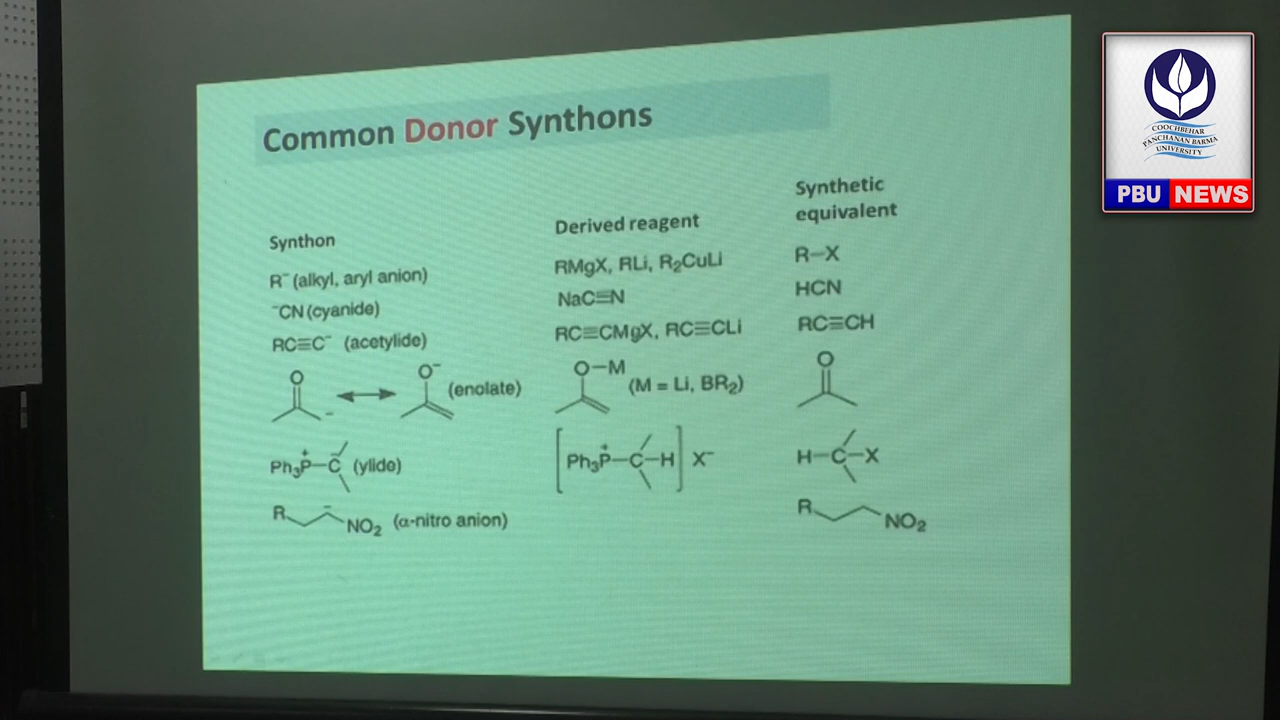 Common Donor Synthons
Synthon Derived reagent Synthetic equivalent
R⁻ (alkyl, aryl anion) RMgX, RLi, R₂CuLi R–X
⁻CN (cyanide) NaC≡N HCN
RC≡C⁻ (acetylide) RC≡CMgX, RC≡CLi RC≡CH
O ⁻ ↔ O⁻ (enolate) O–M (M = Li, BR₂) O
Ph₃P⁺–C⁻ (ylide) [Ph₃P⁺–C–H] X⁻ H–C–X
R NO₂ (α-nitro anion) R NO₂
COOCHBEHAR
PANCHANAN BARMA
UNIVERSITY
PBU NEWS